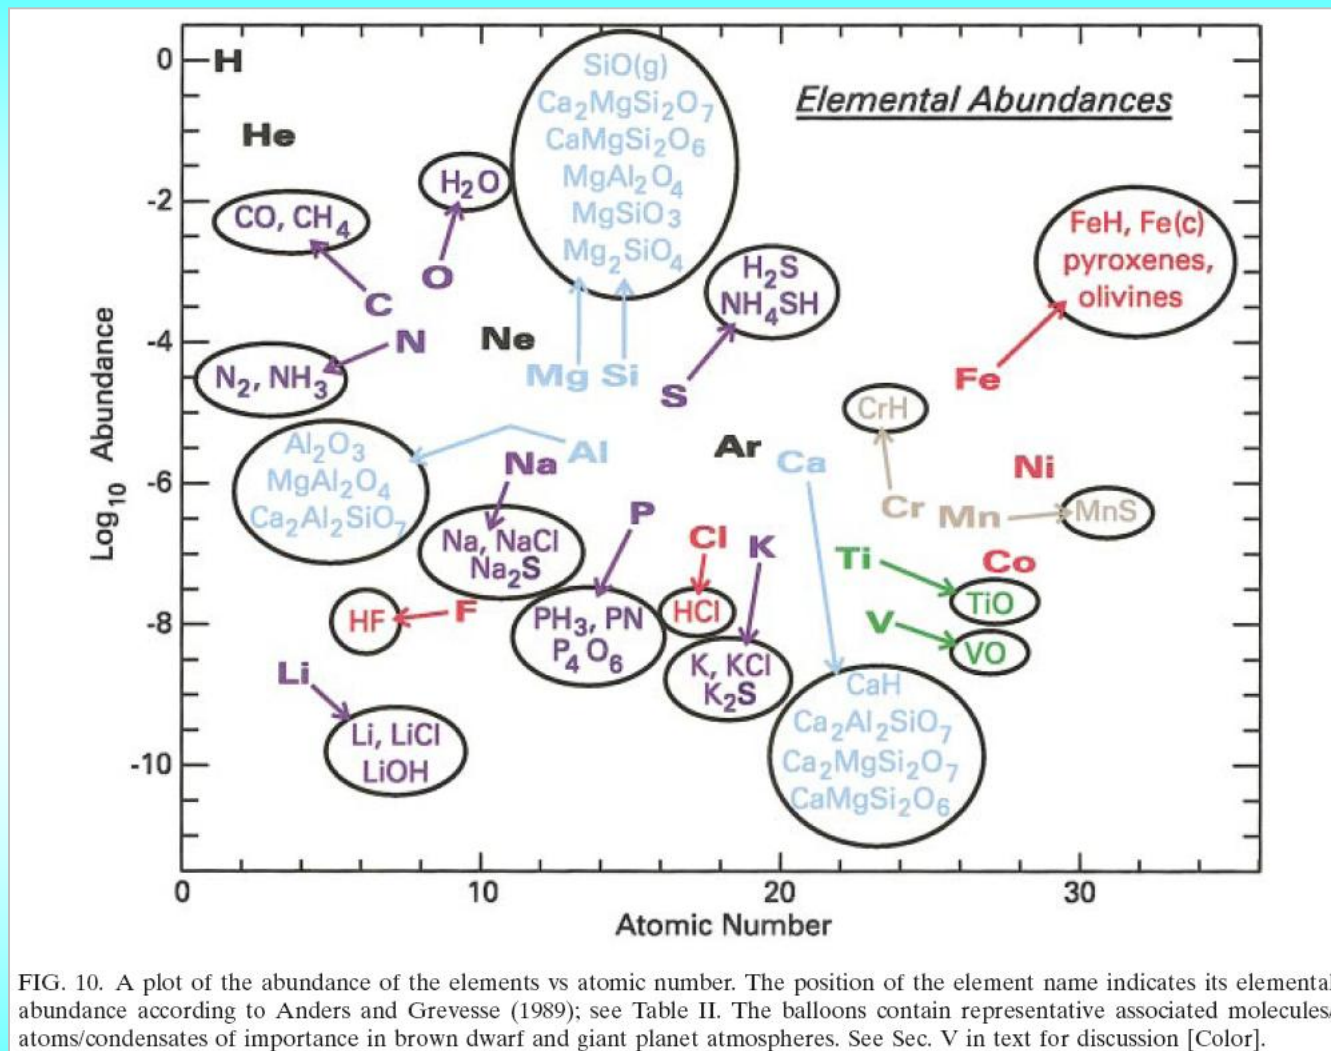 Elemental Abundances
0
-2
-4
-6
-8
-10
Log10 Abundance
H
He
SiO(g)
Ca2MgSi2O7
CaMgSi2O6
MgAl2O4
MgSiO3
Mg2SiO4
H2O
CO, CH4
O
C
H2S
NH4SH
FeH, Fe(c)
pyroxenes,
olivines
N
Ne
N2, NH3
Mg Si
S
Fe
CrH
Al2O3
MgAl2O4
Ca2Al2SiO7
Al
Na
Ar
Ca
Ni
Cr
Mn
MnS
Na, NaCl
Na2S
P
Cl
K
Ti
Co
TiO
HF
F
PH3, PN
P4O6
HCl
V
VO
Li
K, KCl
K2S
CaH
Ca2Al2SiO7
Ca2MgSi2O7
CaMgSi2O6
Li, LiCl
LiOH
0
10
20
30
Atomic Number
FIG. 10. A plot of the abundance of the elements vs atomic number. The position of the element name indicates its elemental
abundance according to Anders and Grevesse (1989); see Table II. The balloons contain representative associated molecules/
atoms/condensates of importance in brown dwarf and giant planet atmospheres. See Sec. V in text for discussion [Color].